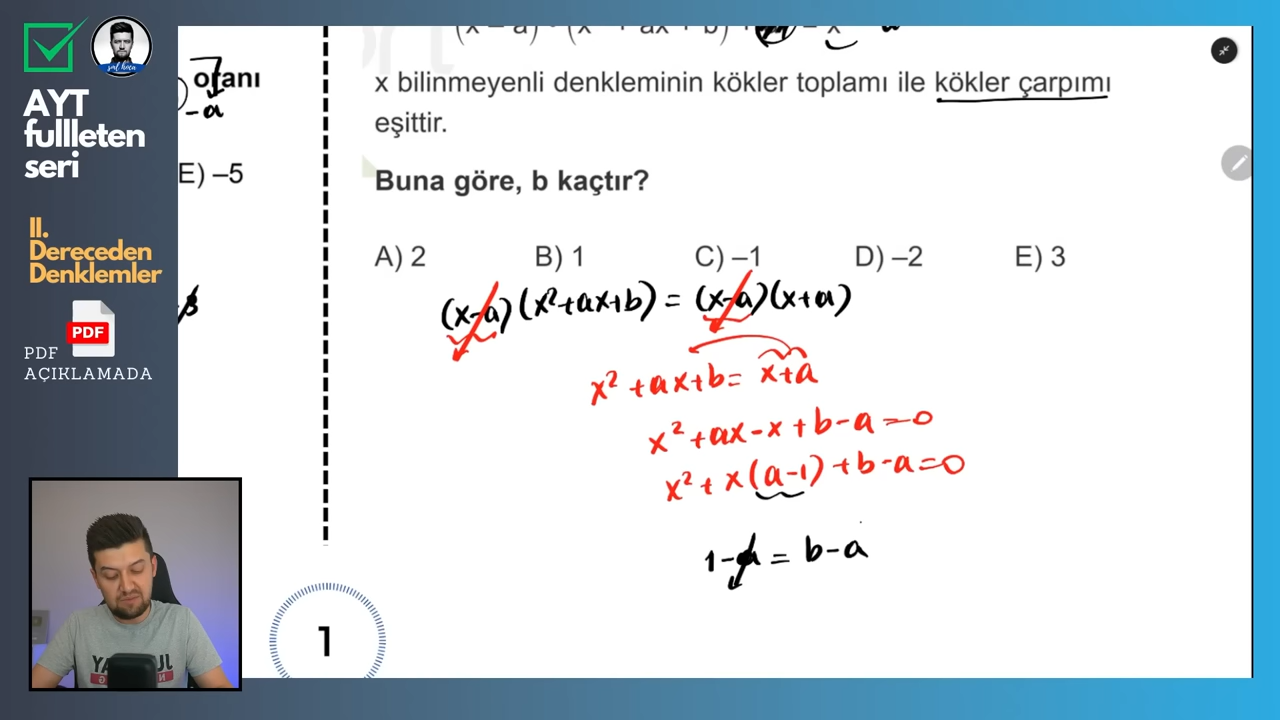 oranı
-a
AYT
fullleten
seri
E) –5
II.
Dereceden
Denklemler
PDF
PDF
AÇIKLAMADA
x bilinmeyenli denkleminin kökler toplamı ile kökler çarpımı
eşittir.
Buna göre, b kaçtır?
A) 2 B) 1 C) –1 D) –2 E) 3
(x-a)(x²+ax+b) = (x-a)(x+a)
x²+ax+b= x+a
x²+ax-x+b-a=0
x²+x(a-1)+b-a=0
1-a = b-a
1